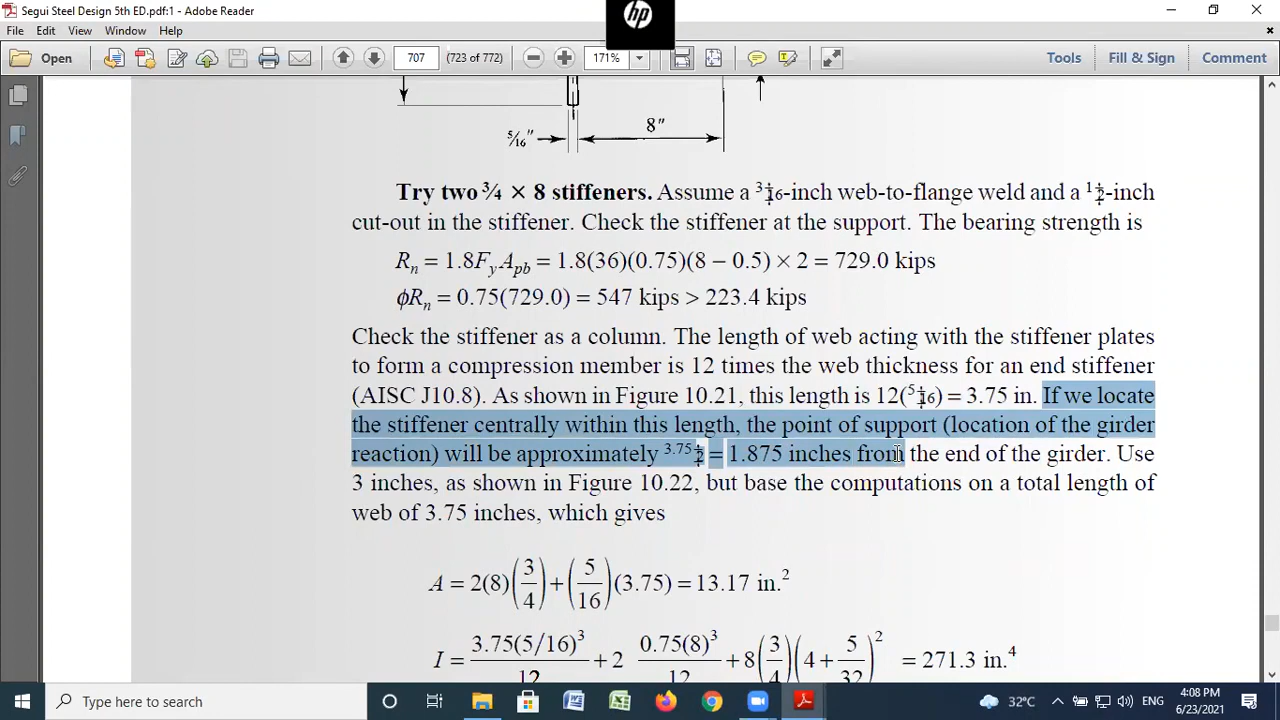 Segui Steel Design 5th ED.pdf:1 - Adobe Reader
hp
File Edit View Window Help
Open 707 (723 of 772) 171% Tools Fill & Sign Comment
5/16" 8"
Try two 3/4 × 8 stiffeners. Assume a 3/16-inch web-to-flange weld and a 1/2-inch
cut-out in the stiffener. Check the stiffener at the support. The bearing strength is
Rn = 1.8FyApb = 1.8(36)(0.75)(8 − 0.5) × 2 = 729.0 kips
ϕRn = 0.75(729.0) = 547 kips > 223.4 kips
Check the stiffener as a column. The length of web acting with the stiffener plates
to form a compression member is 12 times the web thickness for an end stiffener
(AISC J10.8). As shown in Figure 10.21, this length is 12(5/16) = 3.75 in. If we locate
the stiffener centrally within this length, the point of support (location of the girder
reaction) will be approximately 3.75/2 = 1.875 inches from the end of the girder. Use
3 inches, as shown in Figure 10.22, but base the computations on a total length of
web of 3.75 inches, which gives
A = 2(8)(3/4) + (5/16)(3.75) = 13.17 in.2
I = 3.75(5/16)3/12 + 2 0.75(8)3/12 + 8(3/4)(4 + 5/32)2 = 271.3 in.4
Type here to search 32°C ENG 4:08 PM
6/23/2021